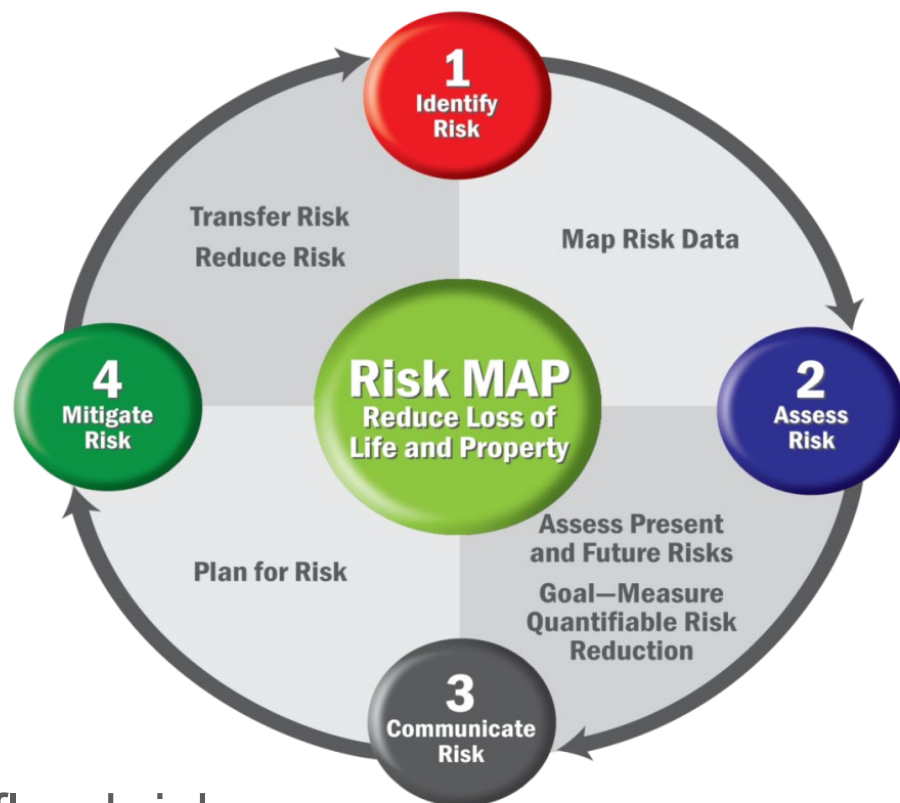 1
Identify
Risk
Transfer Risk
Reduce Risk
Map Risk Data
4
Mitigate
Risk
Risk MAP
Reduce Loss of
Life and Property
2
Assess
Risk
Plan for Risk
Assess Present
and Future Risks
Goal—Measure
Quantifiable Risk
Reduction
3
Communicate
Risk